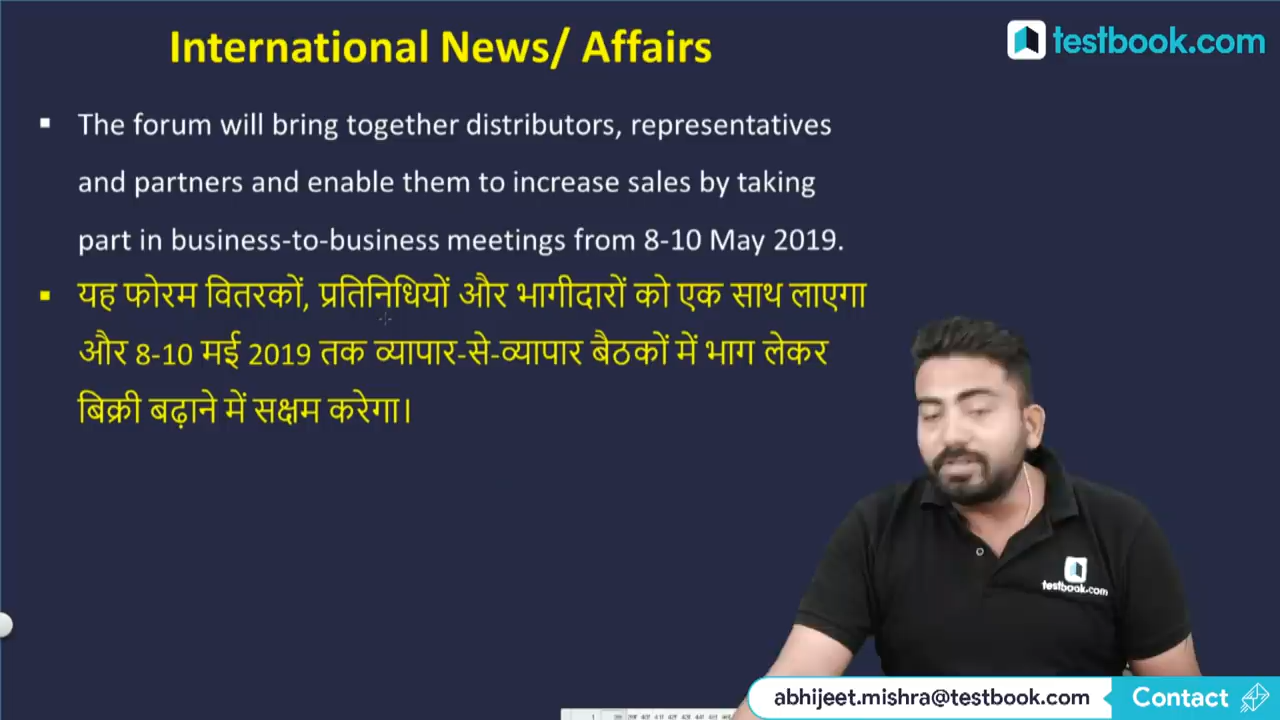 International News/ Affairs
testbook.com
▪ The forum will bring together distributors, representatives
and partners and enable them to increase sales by taking
part in business-to-business meetings from 8-10 May 2019.
▪ यह फोरम वितरकों, प्रतिनिधियों और भागीदारों को एक साथ लाएगा
और 8-10 मई 2019 तक व्यापार-से-व्यापार बैठकों में भाग लेकर
बिक्री बढ़ाने में सक्षम करेगा।
testbook.com
abhijeet.mishra@testbook.com
Contact